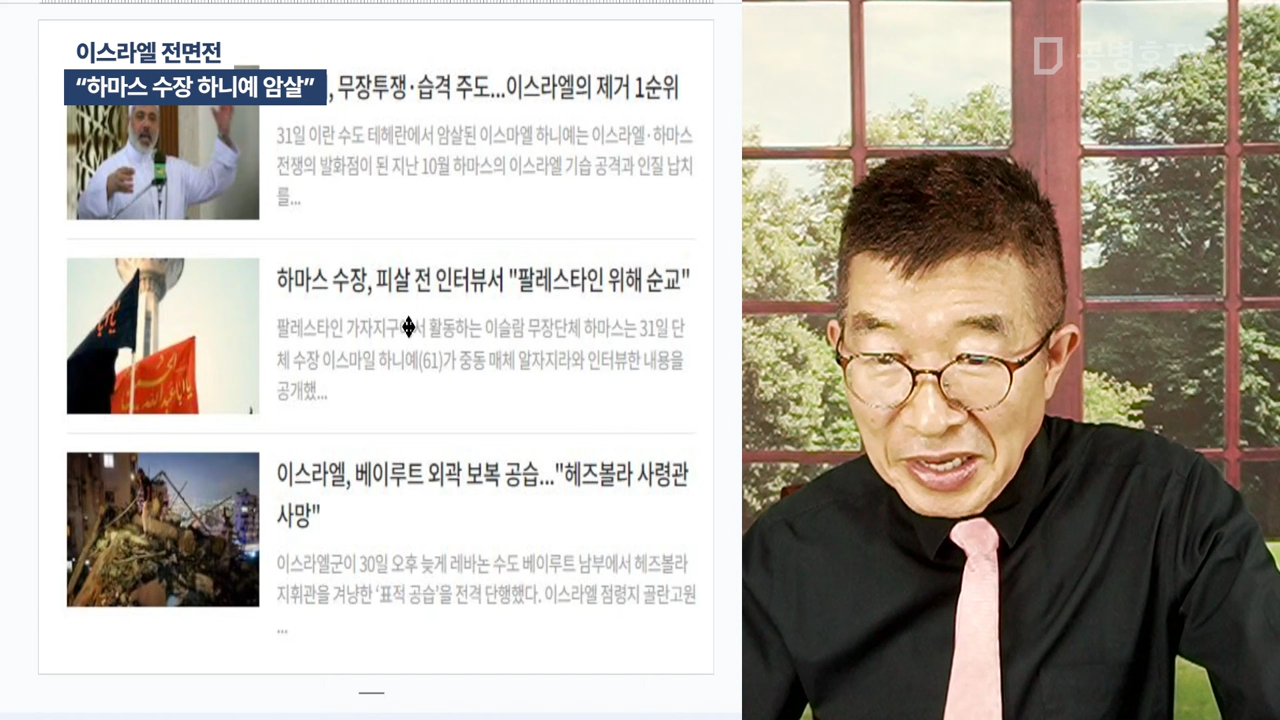 이스라엘 전면전
“하마스 수장 하니예 암살”
, 무장투쟁·습격 주도...이스라엘의 제거 1순위
31일 이란 수도 테헤란에서 암살된 이스마엘 하니예는 이스라엘·하마스
전쟁의 발화점이 된 지난 10월 하마스의 이스라엘 기습 공격과 인질 납치
를...
하마스 수장, 피살 전 인터뷰서 "팔레스타인 위해 순교"
팔레스타인 가자지구에서 활동하는 이슬람 무장단체 하마스는 31일 단
체 수장 이스마일 하니예(61)가 중동 매체 알자지라와 인터뷰한 내용을
공개했...
이스라엘, 베이루트 외곽 보복 공습..."헤즈볼라 사령관
사망"
이스라엘군이 30일 오후 늦게 레바논 수도 베이루트 남부에서 헤즈볼라
지휘관을 겨냥한 ‘표적 공습’을 전격 단행했다. 이스라엘 점령지 골란고원
...
공병호TV